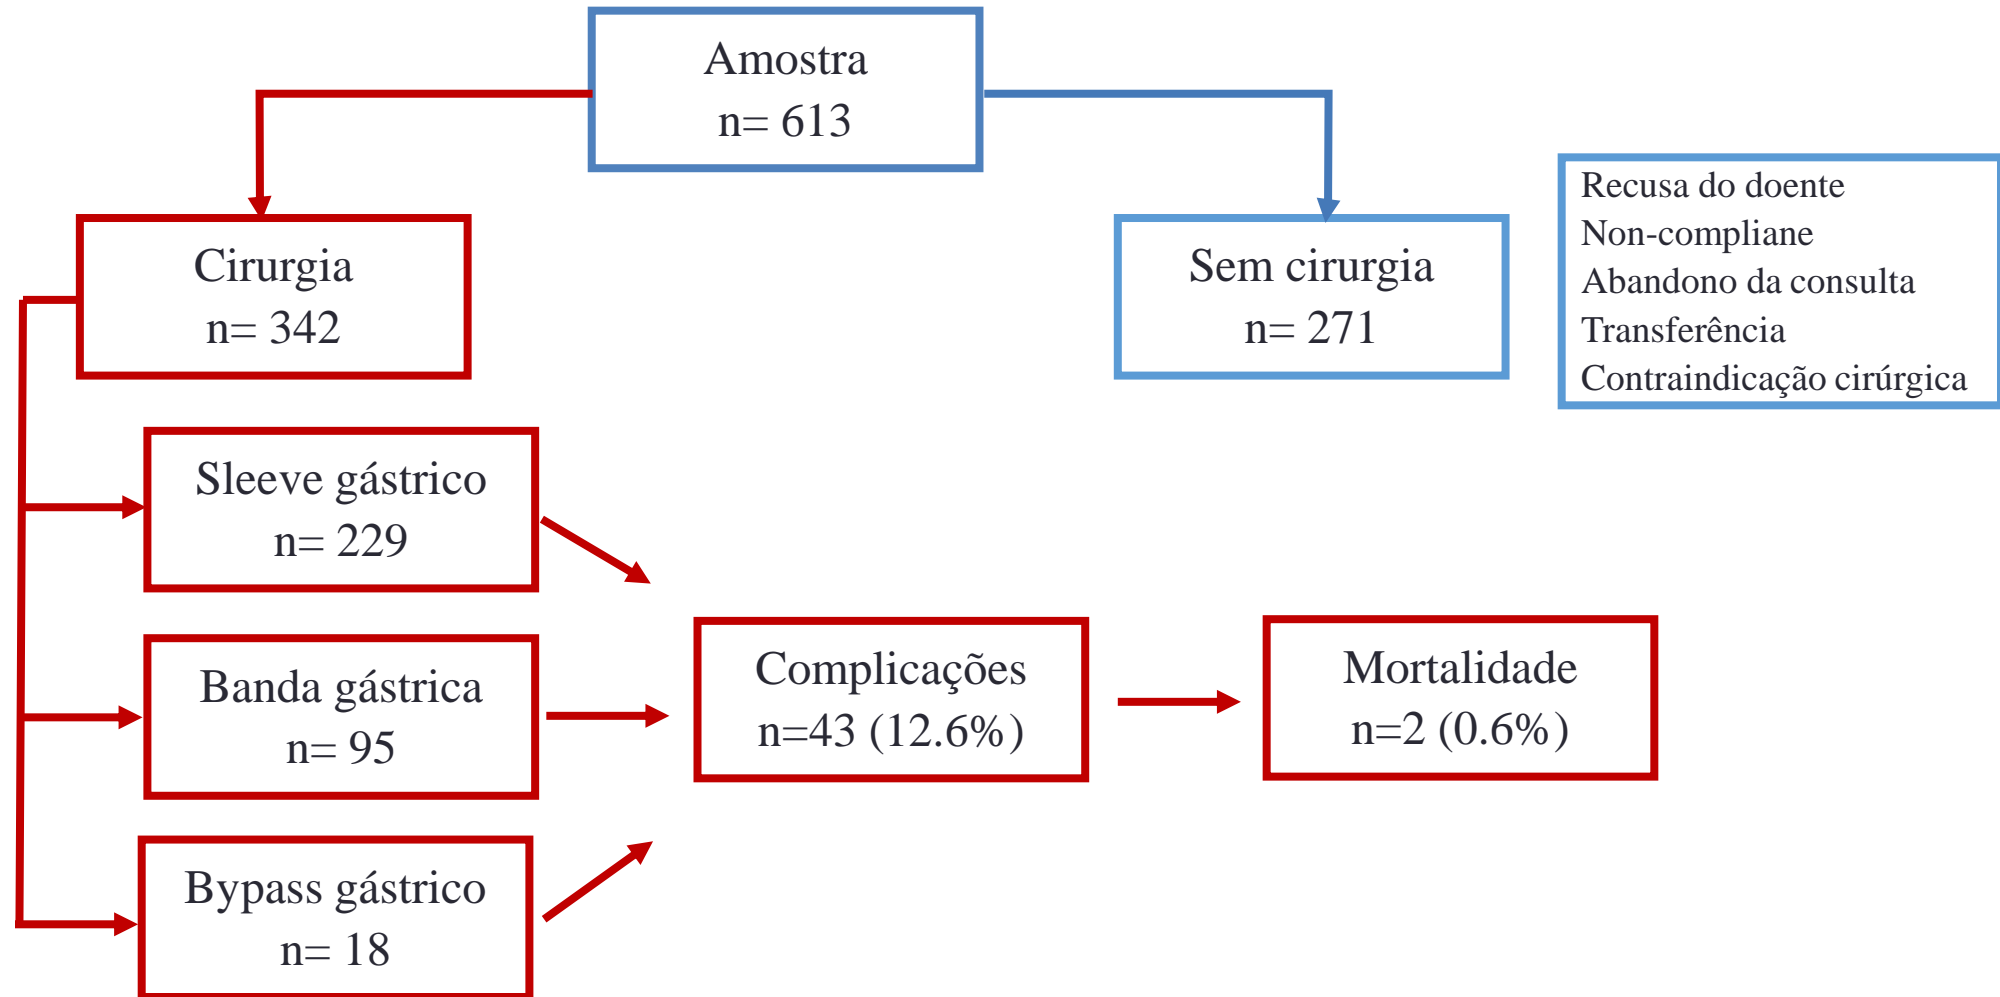 Amostra
n= 613
Cirurgia
n= 342
Sem cirurgia
n= 271
Recusa do doente
Non-compliane
Abandono da consulta
Transferência
Contraindicação cirúrgica
Sleeve gástrico
n= 229
Banda gástrica
n= 95
Bypass gástrico
n= 18
Complicações
n=43 (12.6%)
Mortalidade
n=2 (0.6%)